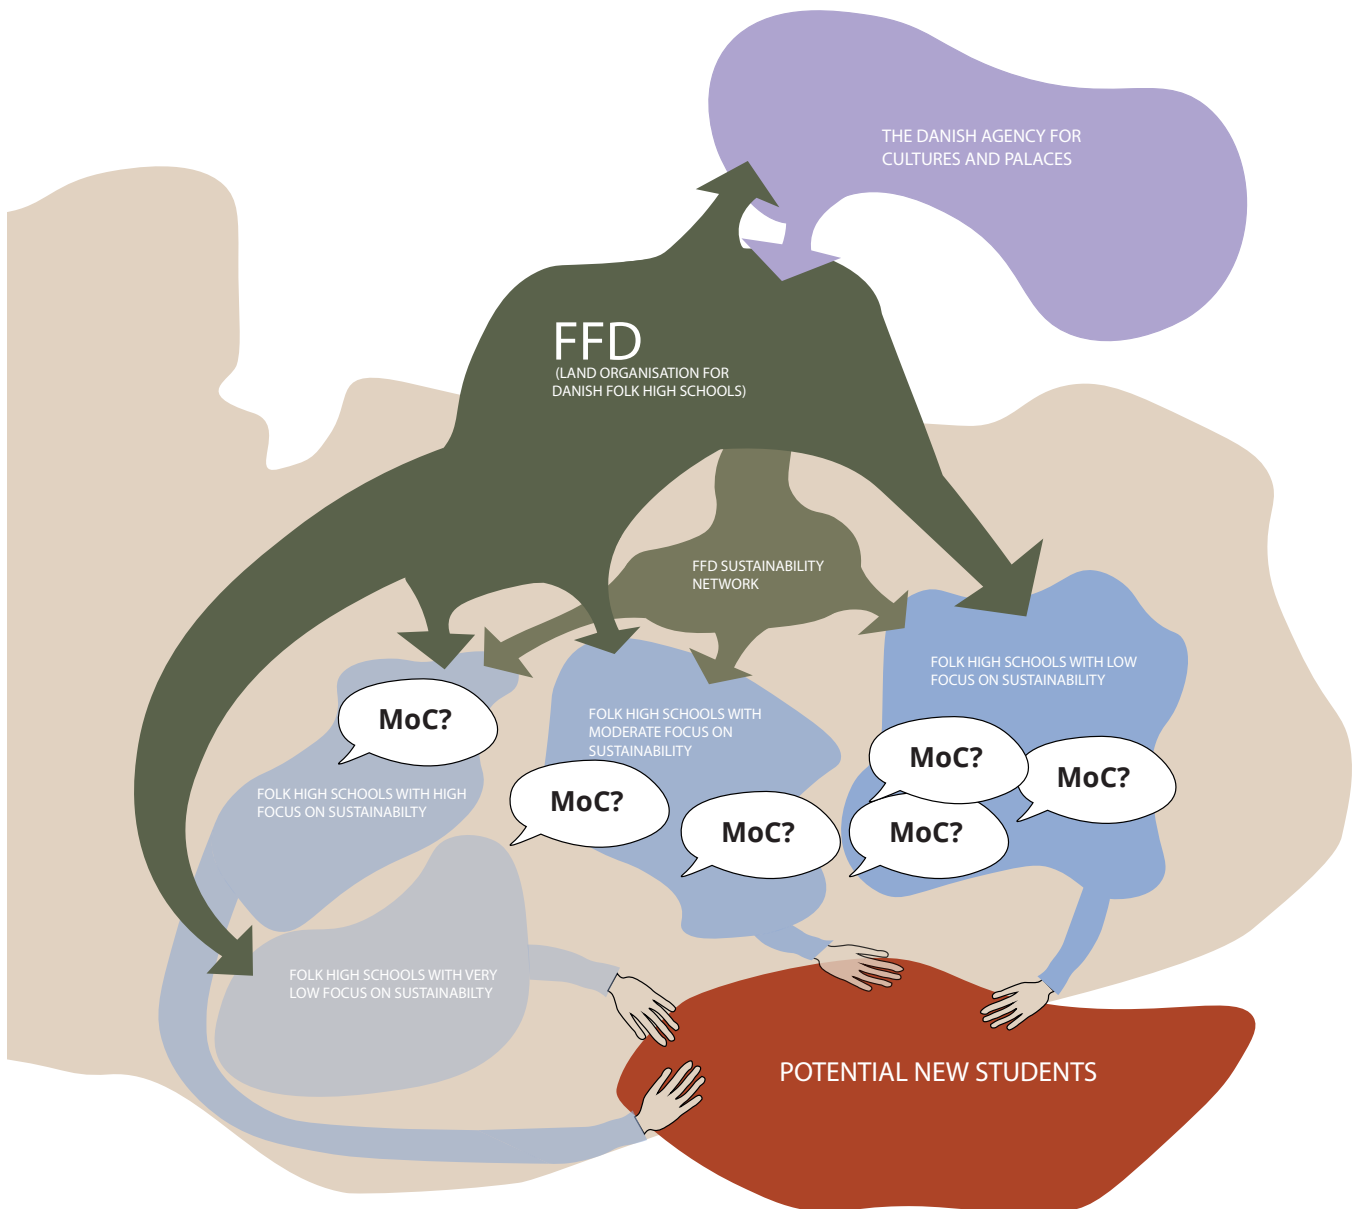 THE DANISH AGENCY FOR
CULTURES AND PALACES
FFD
(LAND ORGANISATION FOR
DANISH FOLK HIGH SCHOOLS)
FFD SUSTAINABILITY
NETWORK
FOLK HIGH SCHOOLS WITH LOW
FOCUS ON SUSTAINABILITY
MoC?
FOLK HIGH SCHOOLS WITH
MODERATE FOCUS ON
SUSTAINABILITY
MoC?
MoC?
FOLK HIGH SCHOOLS WITH HIGH
FOCUS ON SUSTAINABILTY
MoC?
MoC?
MoC?
FOLK HIGH SCHOOLS WITH VERY
LOW FOCUS ON SUSTAINABILTY
POTENTIAL NEW STUDENTS